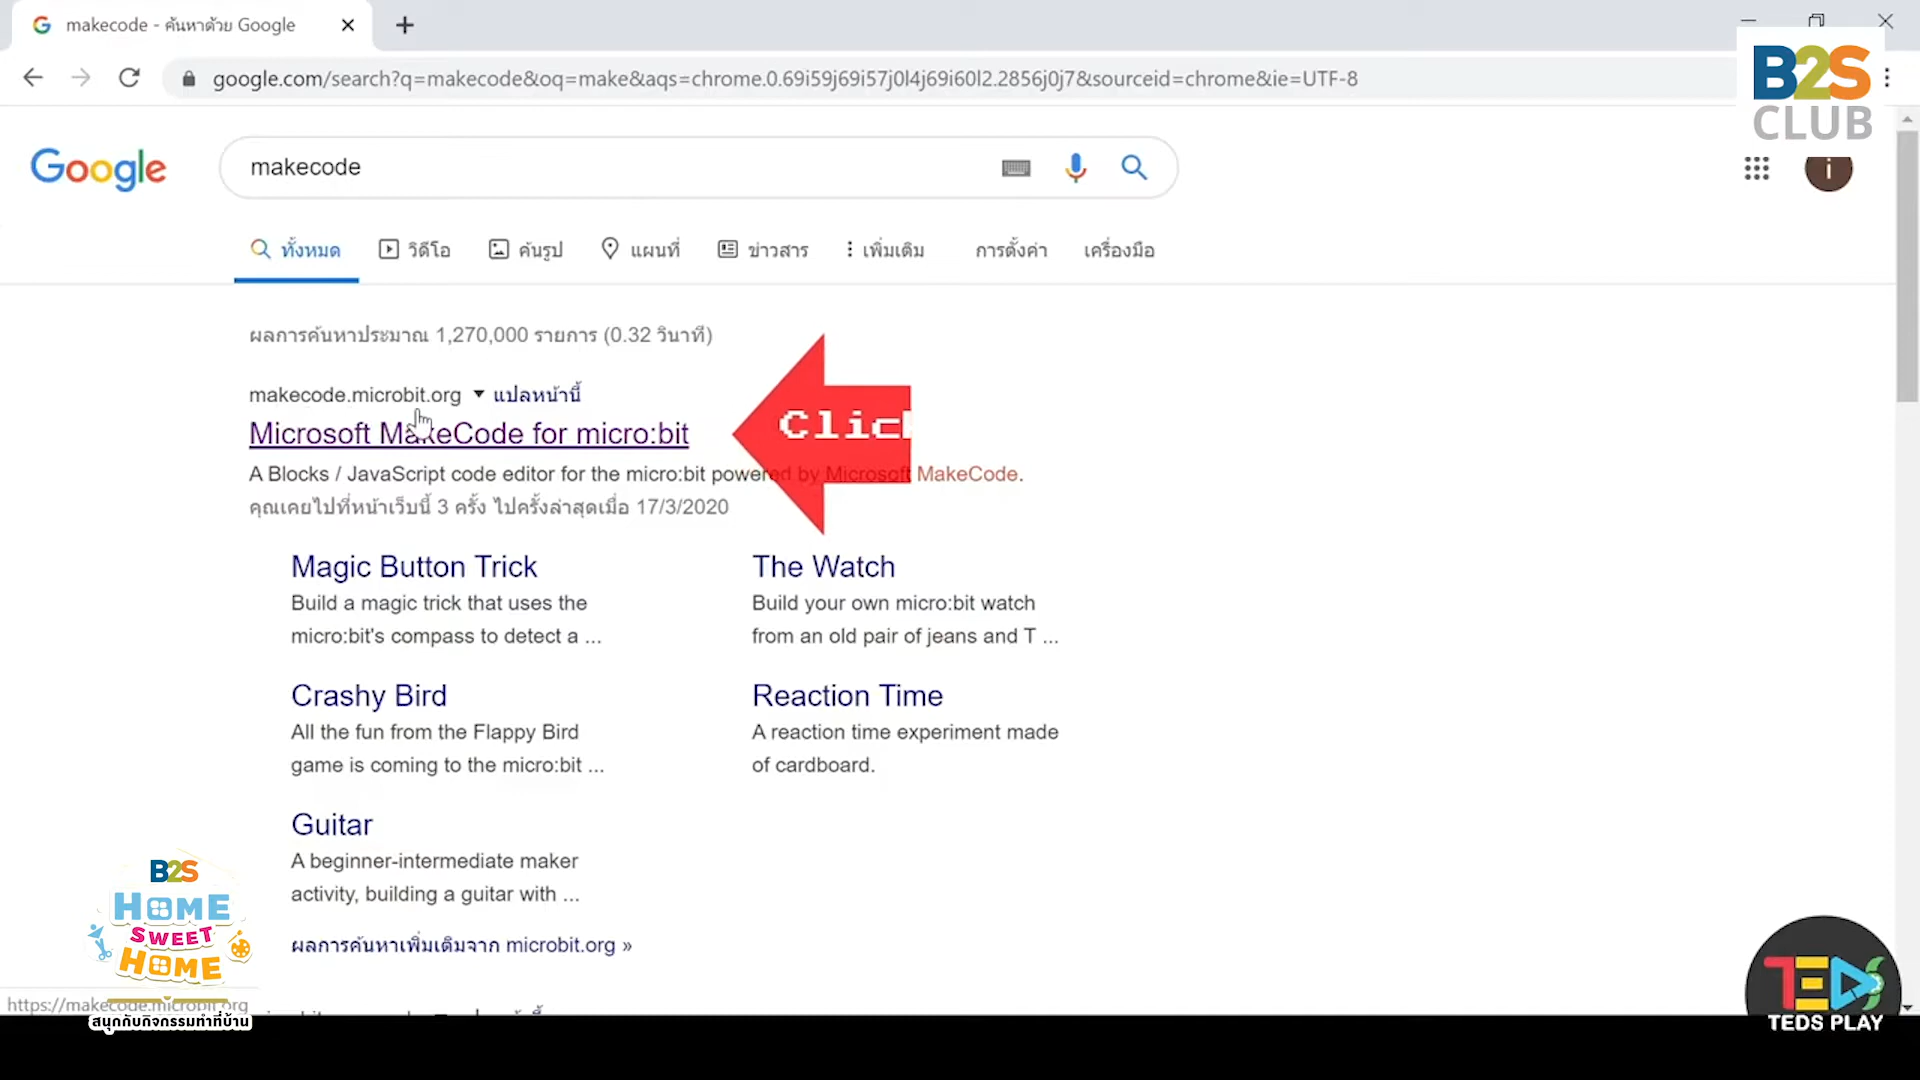 makecode - ค้นหาด้วย Google
google.com/search?q=makecode&oq=make&aqs=chrome.0.69i59j69i57j0l4j69i60l2.2856j0j7&sourceid=chrome&ie=UTF-8
B2S
CLUB
Google
makecode
i
ทั้งหมด วิดีโอ ค้นรูป แผนที่ ข่าวสาร เพิ่มเติม การตั้งค่า เครื่องมือ
ผลการค้นหาประมาณ 1,270,000 รายการ (0.32 วินาที)
makecode.microbit.org แปลหน้านี้
Microsoft MakeCode for micro:bit
Click
A Blocks / JavaScript code editor for the micro:bit powered by Microsoft MakeCode.
คุณเคยไปที่หน้าเว็บนี้ 3 ครั้ง ไปครั้งล่าสุดเมื่อ 17/3/2020
Magic Button Trick
Build a magic trick that uses the
micro:bit's compass to detect a ...
The Watch
Build your own micro:bit watch
from an old pair of jeans and T ...
Crashy Bird
All the fun from the Flappy Bird
game is coming to the micro:bit ...
Reaction Time
A reaction time experiment made
of cardboard.
Guitar
A beginner-intermediate maker
activity, building a guitar with ...
ผลการค้นหาเพิ่มเติมจาก microbit.org »
B2S
HOME
SWEET
HOME
สนุกกับกิจกรรมทำที่บ้าน
https://makecode.microbit.org
TEDS
TEDS PLAY